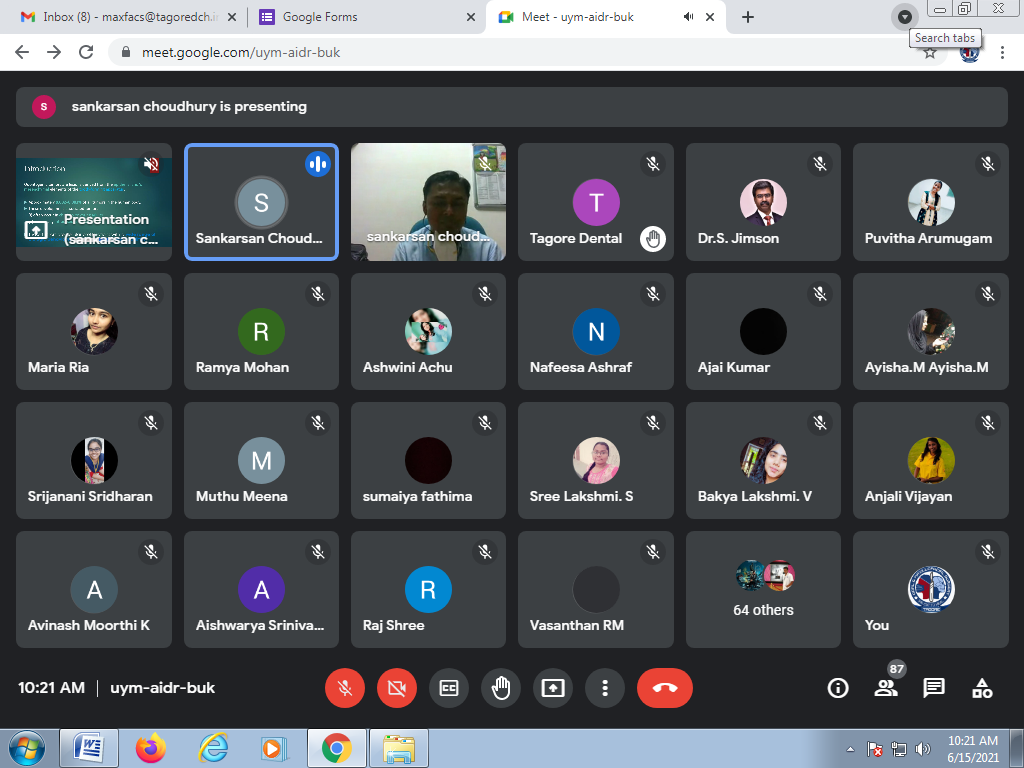 Inbox (8) - maxfacs@tagoredch.in
Google Forms
Meet - uym-aidr-buk
Search tabs
meet.google.com/uym-aidr-buk
S
sankarsan choudhury is presenting
Introduction
Presentation
(sankarsan c...
S
Sankarsan Choud...
sankarsan choud...
T
Tagore Dental
Dr.S. Jimson
Puvitha Arumugam
Maria Ria
R
Ramya Mohan
Ashwini Achu
N
Nafeesa Ashraf
Ajai Kumar
Ayisha.M Ayisha.M
Srijanani Sridharan
M
Muthu Meena
sumaiya fathima
Sree Lakshmi. S
Bakya Lakshmi. V
Anjali Vijayan
A
Avinash Moorthi K
A
Aishwarya Sriniva...
R
Raj Shree
Vasanthan RM
64 others
You
10:21 AM
uym-aidr-buk
CC
87
10:21 AM
6/15/2021